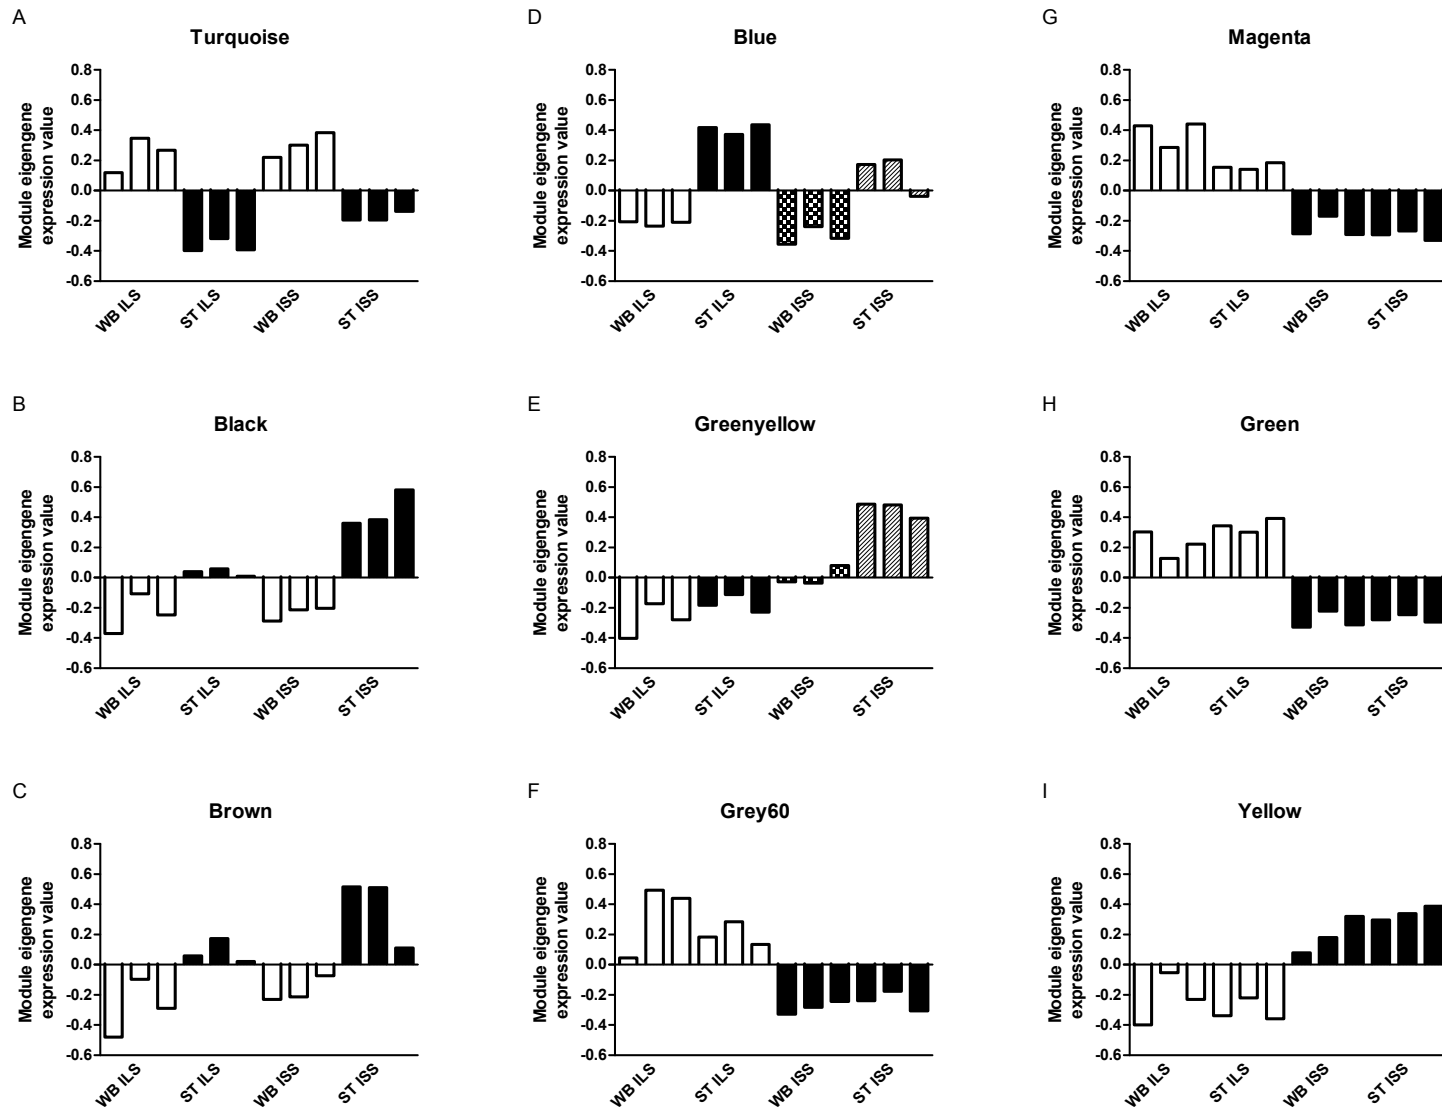 A
Turquoise
Module eigengene
expression value
0.8
0.6
0.4
0.2
0.0
-0.2
-0.4
-0.6
WB ILS
ST ILS
WB ISS
ST ISS
D
Blue
Module eigengene
expression value
0.8
0.6
0.4
0.2
0.0
-0.2
-0.4
-0.6
WB ILS
ST ILS
WB ISS
ST ISS
G
Magenta
Module eigengene
expression value
0.8
0.6
0.4
0.2
0.0
-0.2
-0.4
-0.6
WB ILS
ST ILS
WB ISS
ST ISS
B
Black
Module eigengene
expression value
0.8
0.6
0.4
0.2
0.0
-0.2
-0.4
-0.6
WB ILS
ST ILS
WB ISS
ST ISS
E
Greenyellow
Module eigengene
expression value
0.8
0.6
0.4
0.2
0.0
-0.2
-0.4
-0.6
WB ILS
ST ILS
WB ISS
ST ISS
H
Green
Module eigengene
expression value
0.8
0.6
0.4
0.2
0.0
-0.2
-0.4
-0.6
WB ILS
ST ILS
WB ISS
ST ISS
C
Brown
Module eigengene
expression value
0.8
0.6
0.4
0.2
0.0
-0.2
-0.4
-0.6
WB ILS
ST ILS
WB ISS
ST ISS
F
Grey60
Module eigengene
expression value
0.8
0.6
0.4
0.2
0.0
-0.2
-0.4
-0.6
WB ILS
ST ILS
WB ISS
ST ISS
I
Yellow
Module eigengene
expression value
0.8
0.6
0.4
0.2
0.0
-0.2
-0.4
-0.6
WB ILS
ST ILS
WB ISS
ST ISS